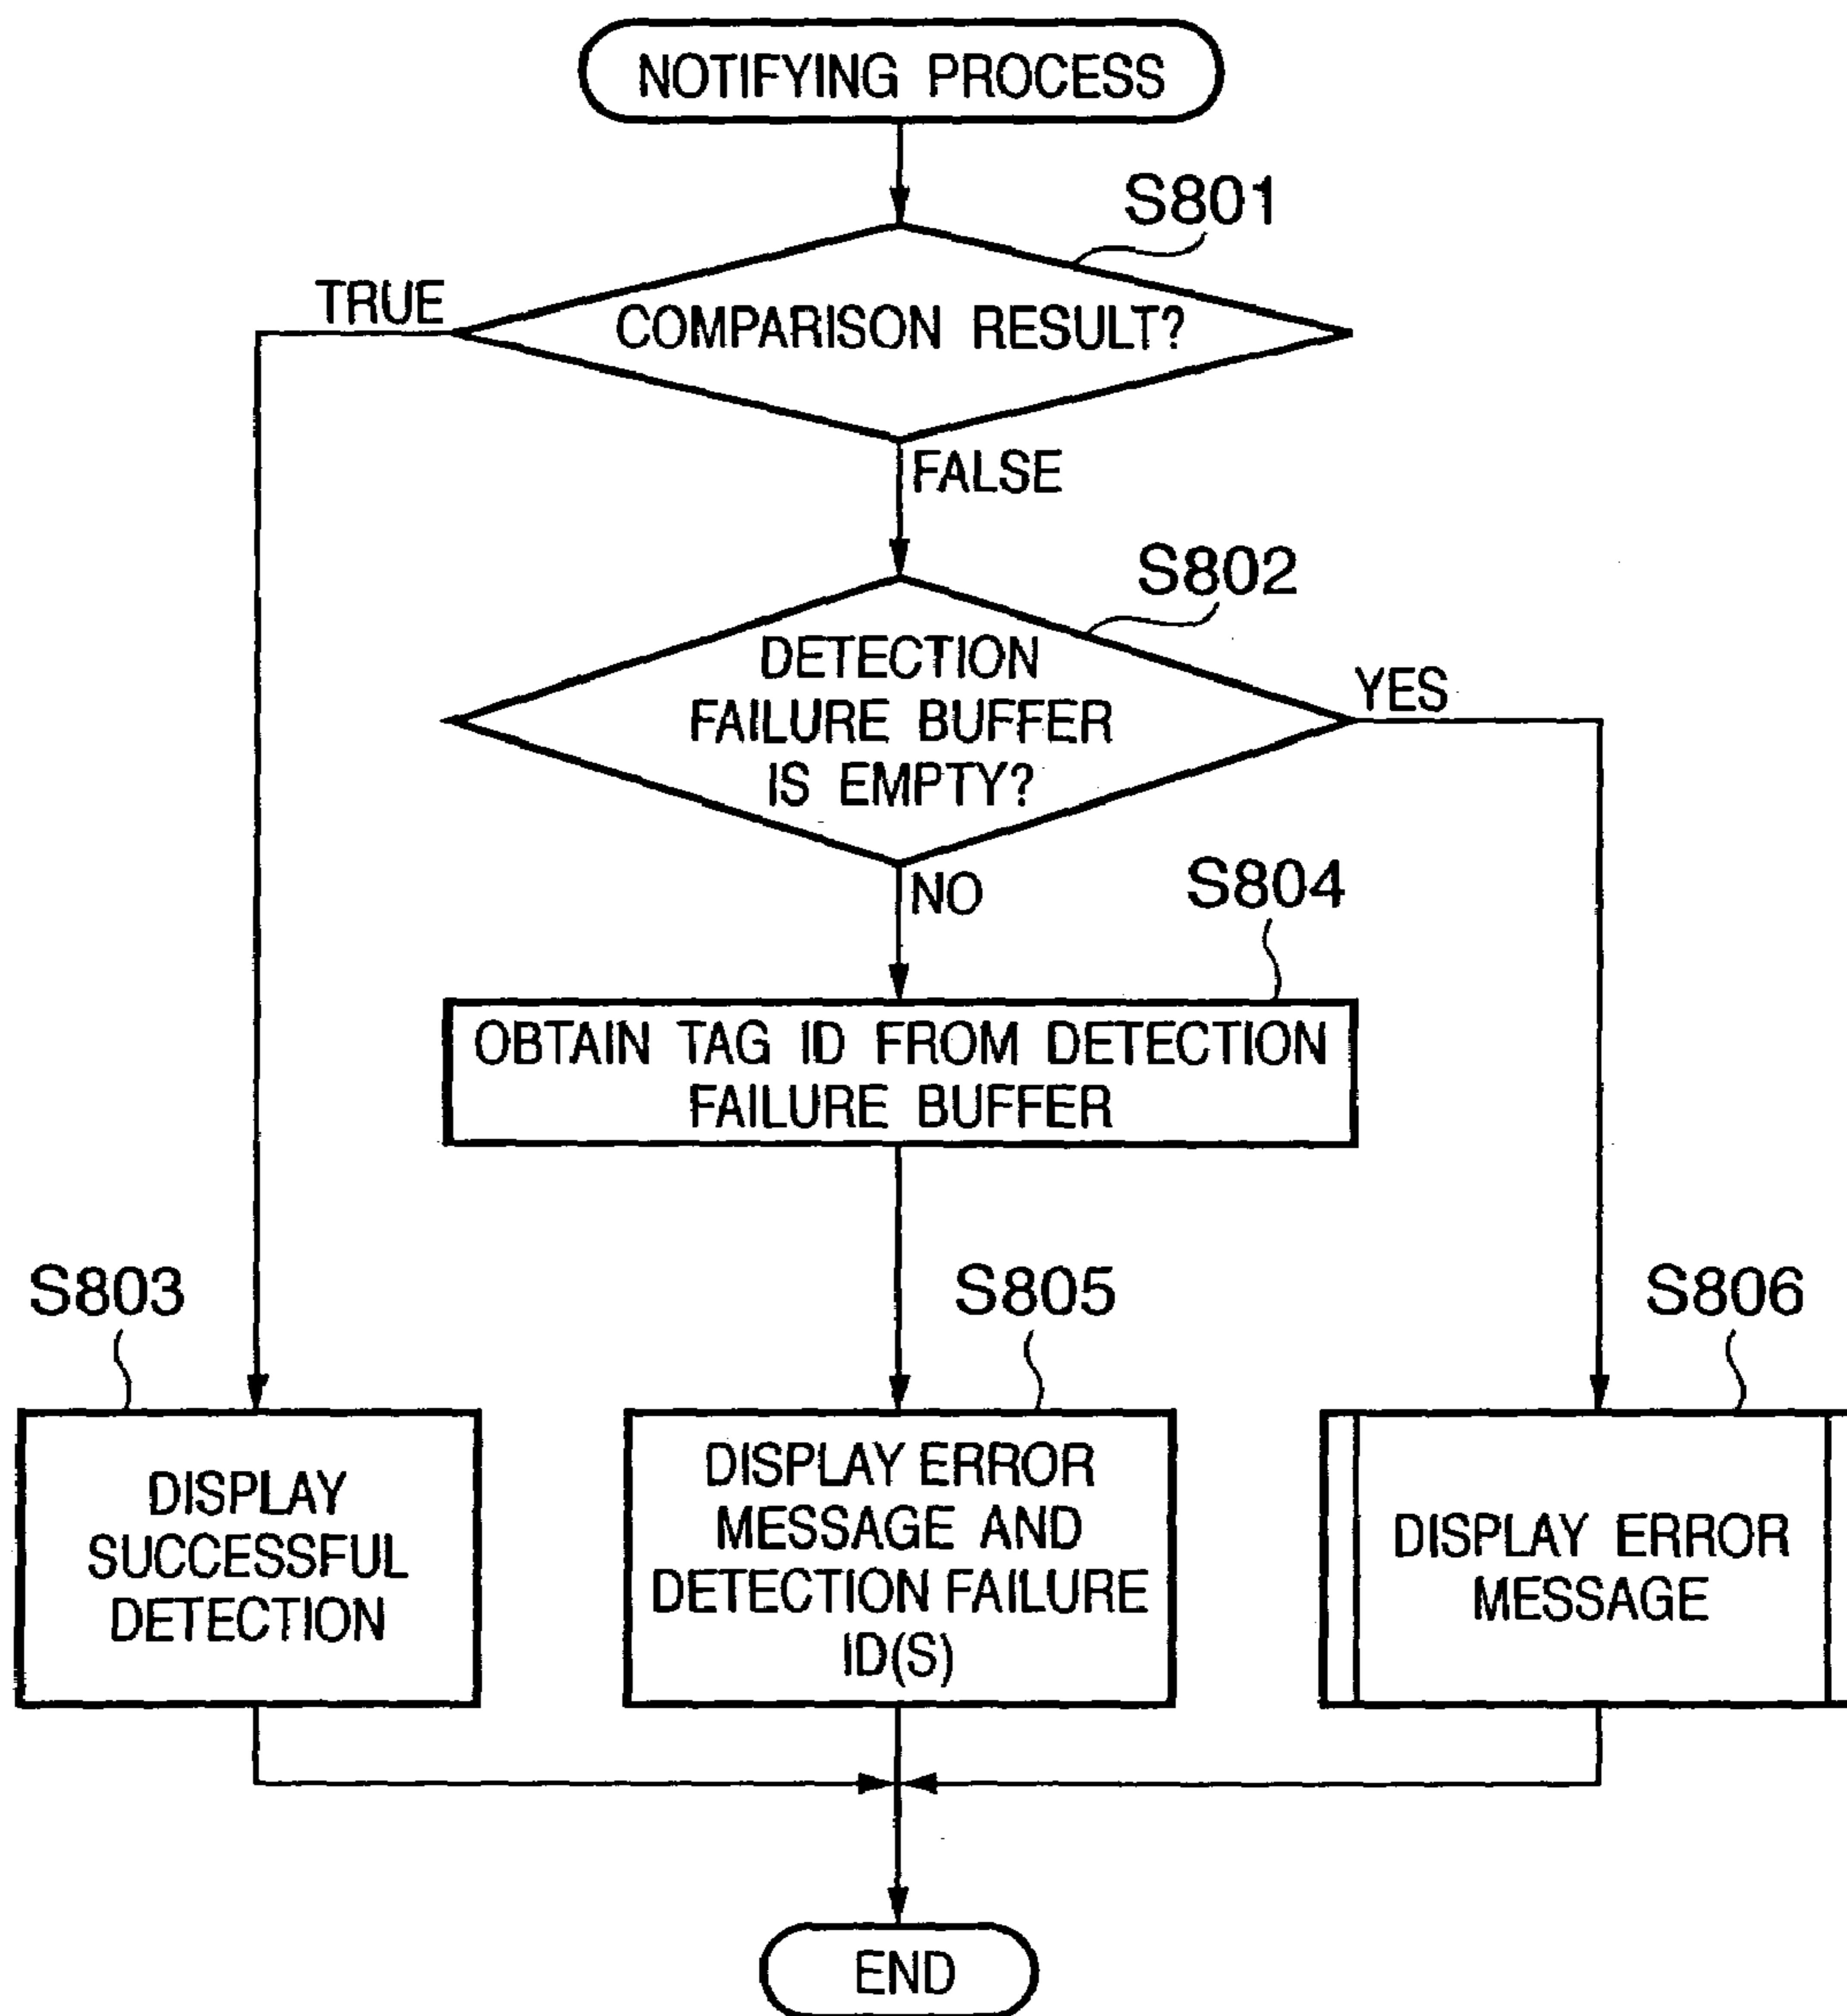 NOTIFYING PROCESS
S801
TRUE
COMPARISON RESULT?
FALSE
S802
DETECTION
FAILURE BUFFER
IS EMPTY?
YES
NO
S804
OBTAIN TAG ID FROM DETECTION
FAILURE BUFFER
S803
DISPLAY
SUCCESSFUL
DETECTION
S805
DISPLAY ERROR
MESSAGE AND
DETECTION FAILURE
ID(S)
S806
DISPLAY ERROR
MESSAGE
END